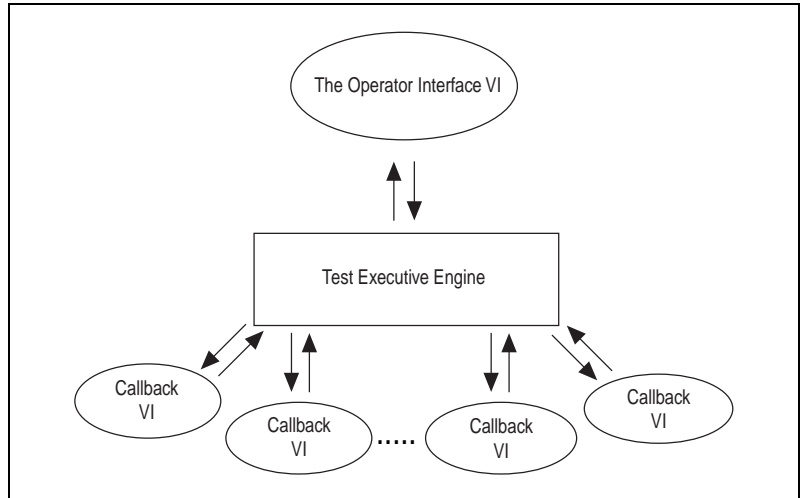 The Operator Interface VI
Test Executive Engine
Callback
VI
Callback
VI
.....
Callback
VI
Callback
VI